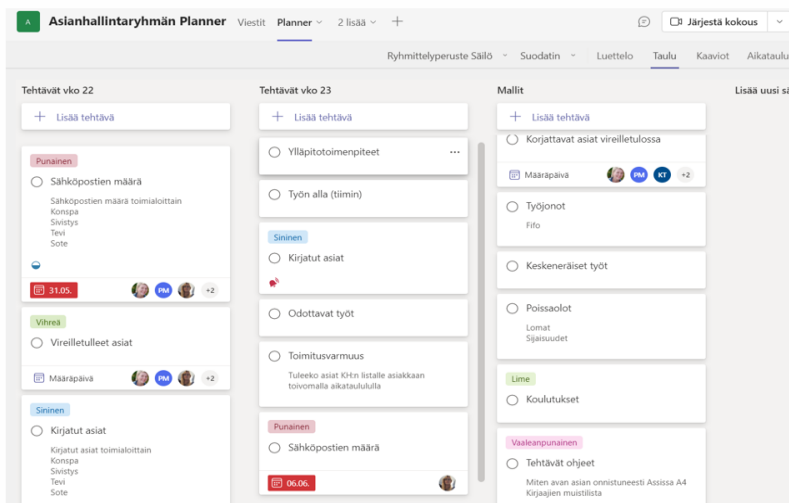 A Asianhallintaryhmän Planner Viestit Planner 2 lisää Järjestä kokous
Ryhmittelyperuste Säilö Suodatin Luettelo Taulu Kaaviot Aikataulu
Tehtävät vko 22
Lisää tehtävä
Punainen
Sähköpostien määrä
Sähköpostien määrä toimialoittain
Konspa
Sivistys
Tevi
Sote
31.05.
PM
+2
Vihreä
Vireilletulleet asiat
Määräpäivä
PM
+2
Sininen
Kirjatut asiat
Kirjatut asiat toimialoittain
Konspa
Sivistys
Tevi
Sote
Tehtävät vko 23
Lisää tehtävä
Ylläpitotoimenpiteet
Työn alla (tiimin)
Sininen
Kirjatut asiat
Odottavat työt
Toimitusvarmuus
Tuleeko asiat KH:n listalle asiakkaan
toivomalla aikataulululla
Punainen
Sähköpostien määrä
06.06.
Mallit
Lisää tehtävä
Korjattavat asiat vireilletulossa
Määräpäivä
PM
KT
+2
Työjonot
Fifo
Keskeneräiset työt
Poissaolot
Lomat
Sijaisuudet
Lime
Koulutukset
Vaaleanpunainen
Tehtävät ohjeet
Miten avan asian onnistuneesti Assissa A4
Kirjaajien muistilista
Lisää uusi